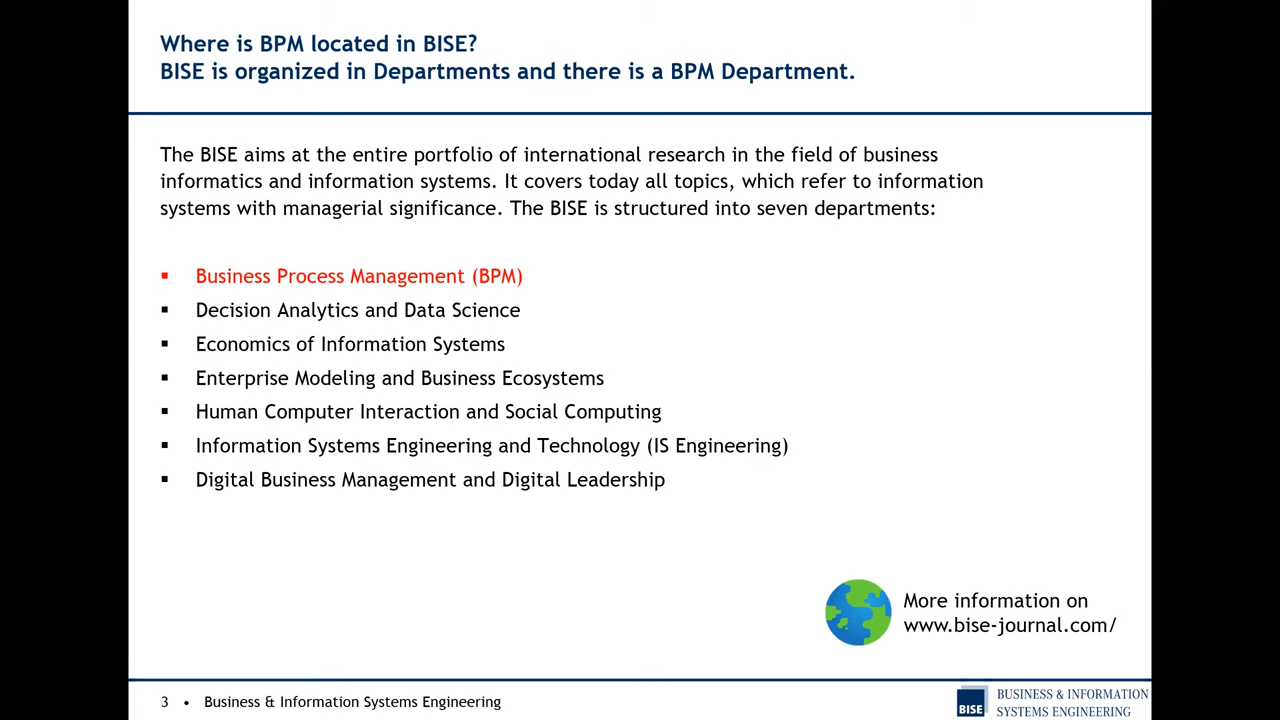 Where is BPM located in BISE?
BISE is organized in Departments and there is a BPM Department.
The BISE aims at the entire portfolio of international research in the field of business
informatics and information systems. It covers today all topics, which refer to information
systems with managerial significance. The BISE is structured into seven departments:
▪ Business Process Management (BPM)
▪ Decision Analytics and Data Science
▪ Economics of Information Systems
▪ Enterprise Modeling and Business Ecosystems
▪ Human Computer Interaction and Social Computing
▪ Information Systems Engineering and Technology (IS Engineering)
▪ Digital Business Management and Digital Leadership
More information on
www.bise-journal.com/
3 • Business & Information Systems Engineering
BISE
BUSINESS & INFORMATION
SYSTEMS ENGINEERING